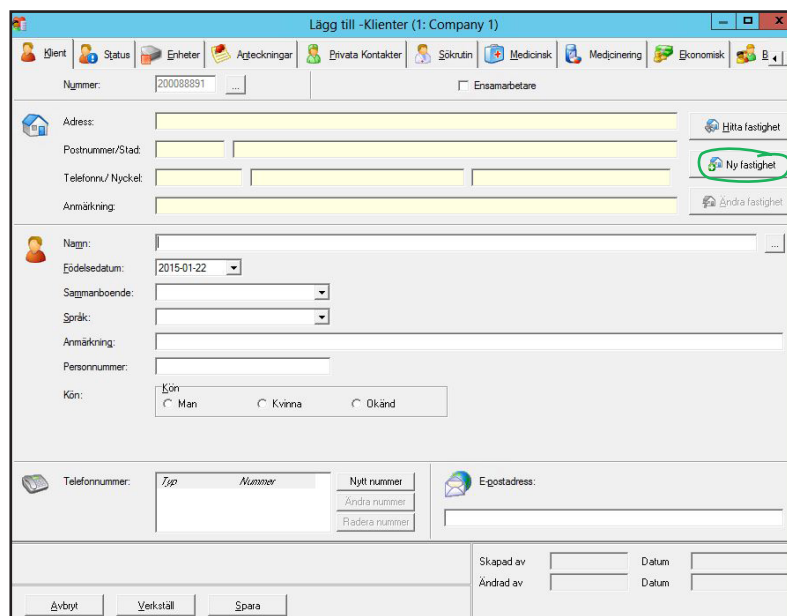 Lägg till -Klienter (1: Company 1)
Klient Status Enheter Anteckningar Privata Kontakter Sökrutin Medicinsk Medicinering Ekonomisk B
Nummer: 200088891 ... Ensamarbetare
Adress: Hitta fastighet
Postnummer/Stad:
Ny fastighet
Telefonnu/ Nyckel:
Anmärkning: Ändra fastighet
Namn: ...
Födelsedatum: 2015-01-22
Sammanboende:
Språk:
Anmärkning:
Personnummer:
Kön: Kön
Man Kvinna Okänd
Telefonnummer: Typ Nummer Nytt nummer E-postadress:
Ändra nummer
Radera nummer
Skapad av Datum
Ändrad av Datum
Avbryt Verkställ Spara